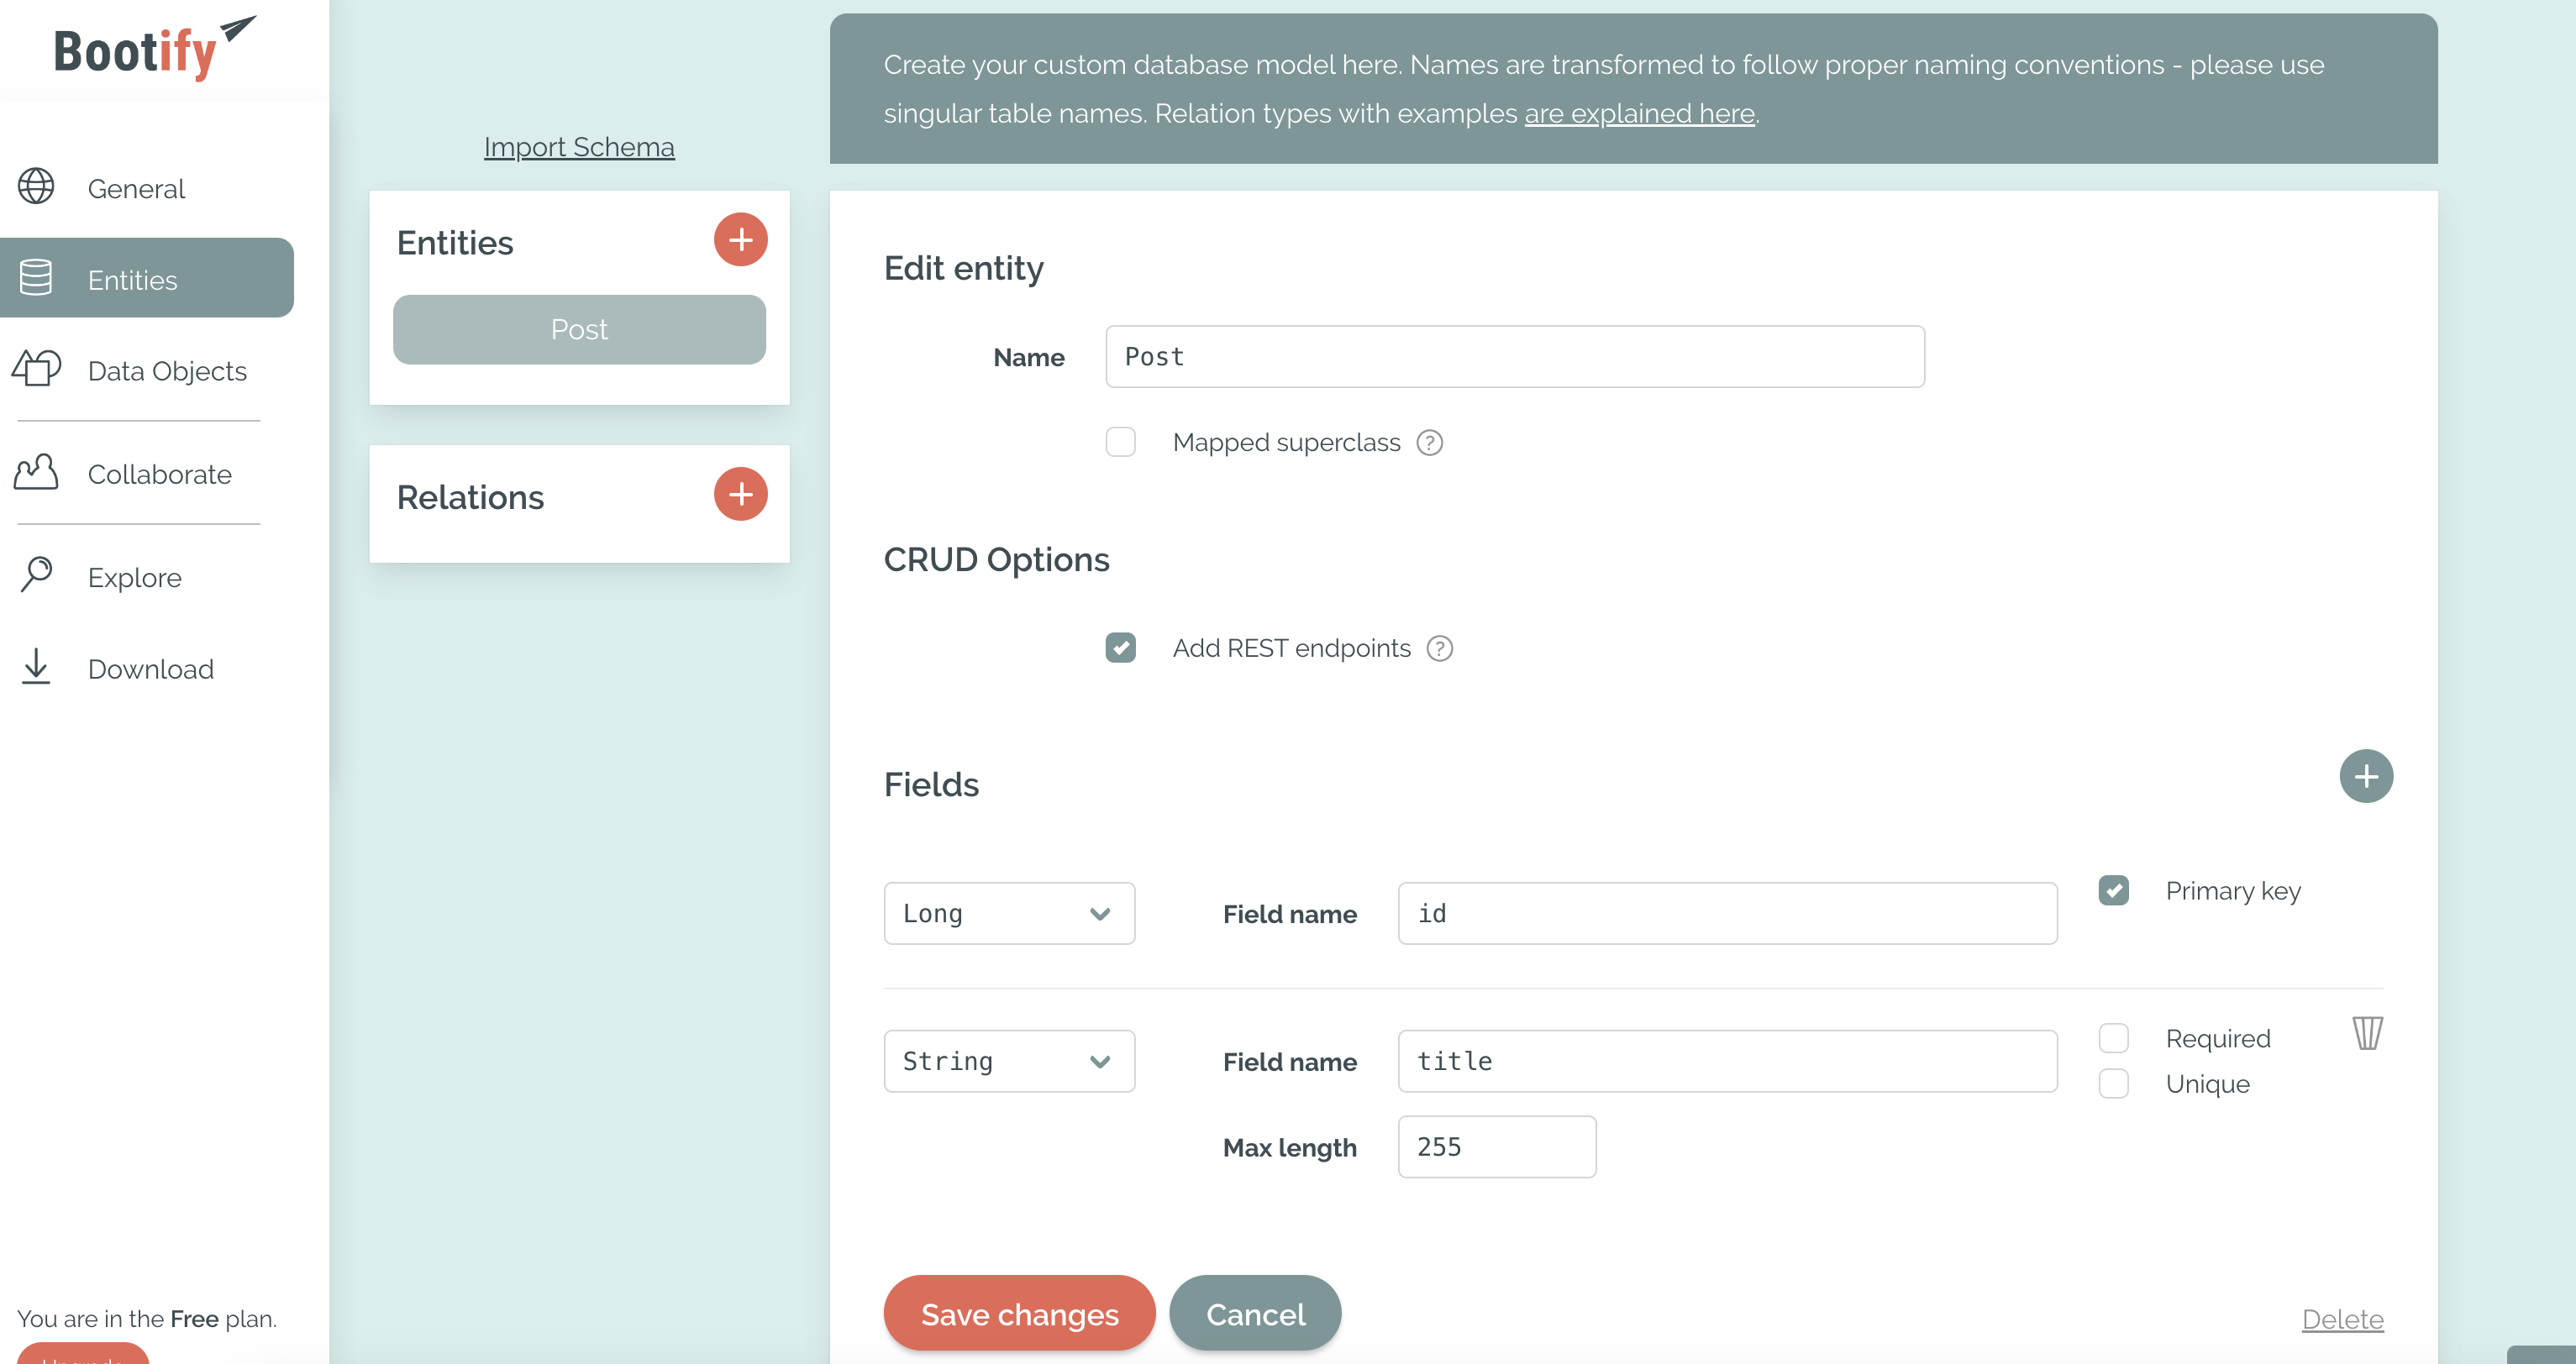 Bootify
General
Entities
Data Objects
Collaborate
Explore
Download
You are in the Free plan.
Import Schema
Entities
Post
Relations
Create your custom database model here. Names are transformed to follow proper naming conventions - please use
singular table names. Relation types with examples are explained here.
Edit entity
Name Post
Mapped superclass ?
CRUD Options
Add REST endpoints ?
Fields
Long Field name id Primary key
String Field name title Required
Unique
Max length 255
Save changes Cancel Delete